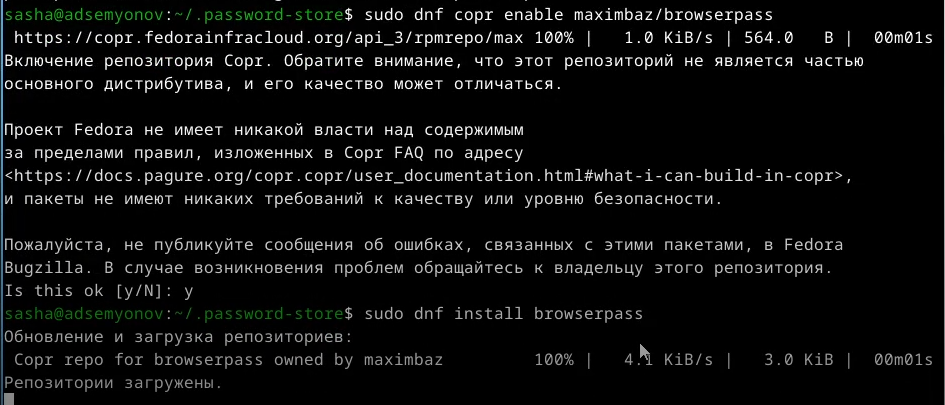 sasha@adsemyonov:~/.password-store$ sudo dnf copr enable maximbaz/browserpass
https://copr.fedorainfracloud.org/api_3/rpmrepo/max 100% |   1.0 KiB/s | 564.0   B |  00m01s
Включение репозитория Copr. Обратите внимание, что этот репозиторий не является частью
основного дистрибутива, и его качество может отличаться.
Проект Fedora не имеет никакой власти над содержимым
за пределами правил, изложенных в Copr FAQ по адресу
<https://docs.pagure.org/copr.copr/user_documentation.html#what-i-can-build-in-copr>,
и пакеты не имеют никаких требований к качеству или уровню безопасности.
Пожалуйста, не публикуйте сообщения об ошибках, связанных с этими пакетами, в Fedora
Bugzilla. В случае возникновения проблем обращайтесь к владельцу этого репозитория.
Is this ok [y/N]: y
sasha@adsemyonov:~/.password-store$ sudo dnf install browserpass
Обновление и загрузка репозиториев:
Copr repo for browserpass owned by maximbaz         100% |   4.1 KiB/s |   3.0 KiB |  00m01s
Репозитории загружены.